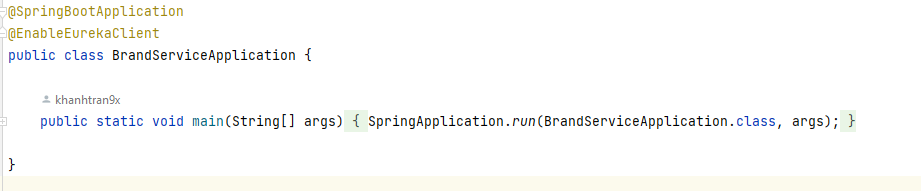 @SpringBootApplication
@EnableEurekaClient
public class BrandServiceApplication {
khanhtran9x
public static void main(String[] args) { SpringApplication.run(BrandServiceApplication.class, args); }
}